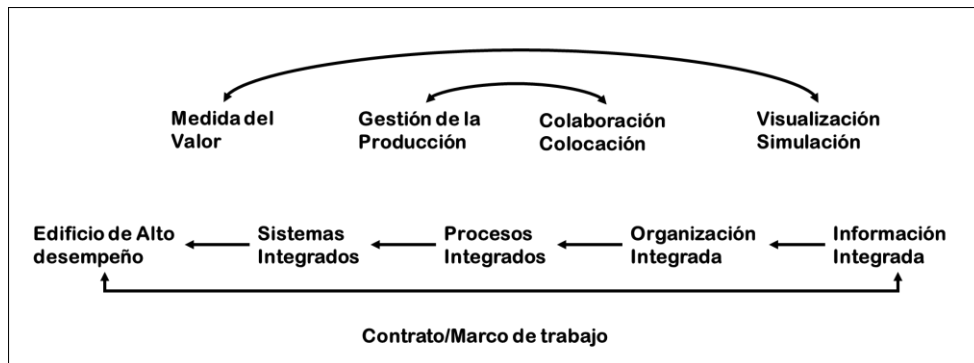 Medida del
Valor
Gestión de la
Producción
Colaboración
Colocación
Visualización
Simulación
Edificio de Alto
desempeño
Sistemas
Integrados
Procesos
Integrados
Organización
Integrada
Información
Integrada
Contrato/Marco de trabajo